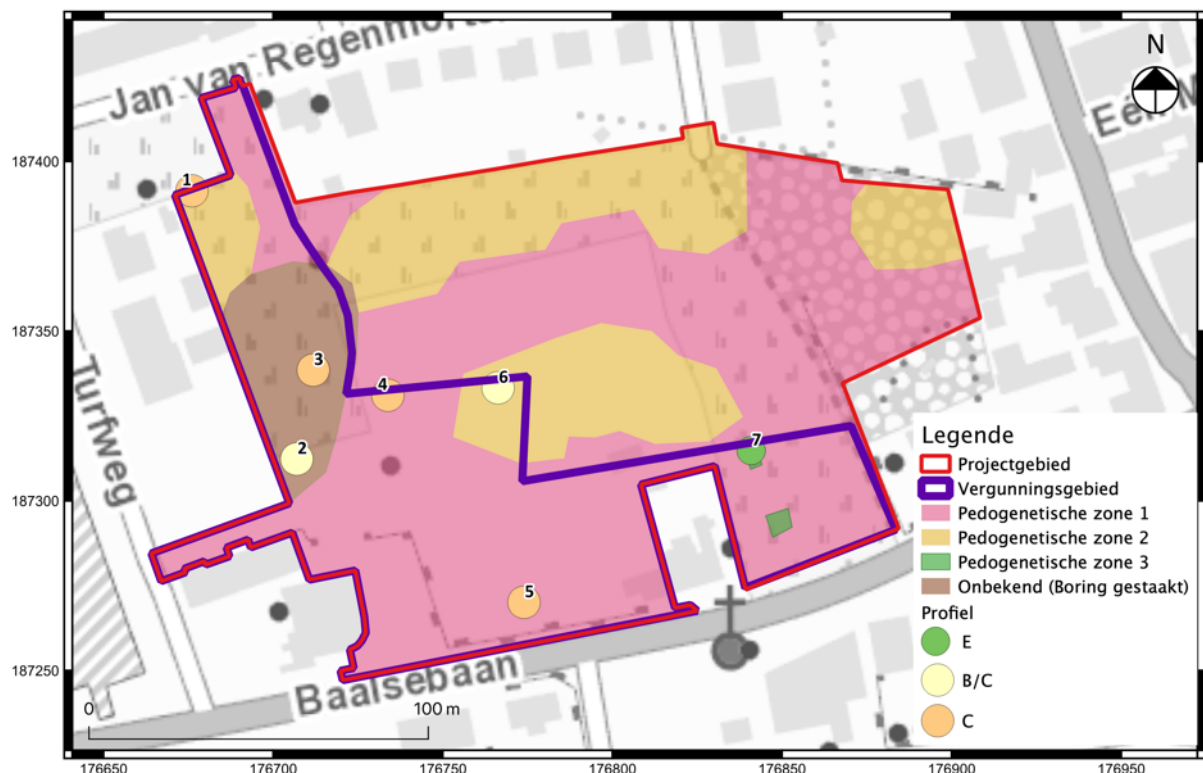 Jan van Regenmorte
N
Eén M
187400
187350
187300
187250
1
2
3
4
5
6
7
Turfweg
Baalsebaan
0 100 m
Legende
Projectgebied
Vergunningsgebied
Pedogenetische zone 1
Pedogenetische zone 2
Pedogenetische zone 3
Onbekend (Boring gestaakt)
Profiel
E
B/C
C
176650 176700 176750 176800 176850 176900 176950